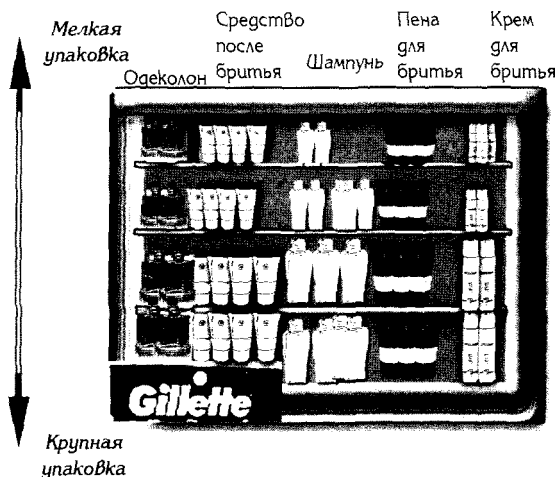 Мелкая
упаковка
Одеколон
Средство
после
бритья
Шампунь
Пена
для
бритья
Крем
для
бритья
Gillette
Крупная
упаковка